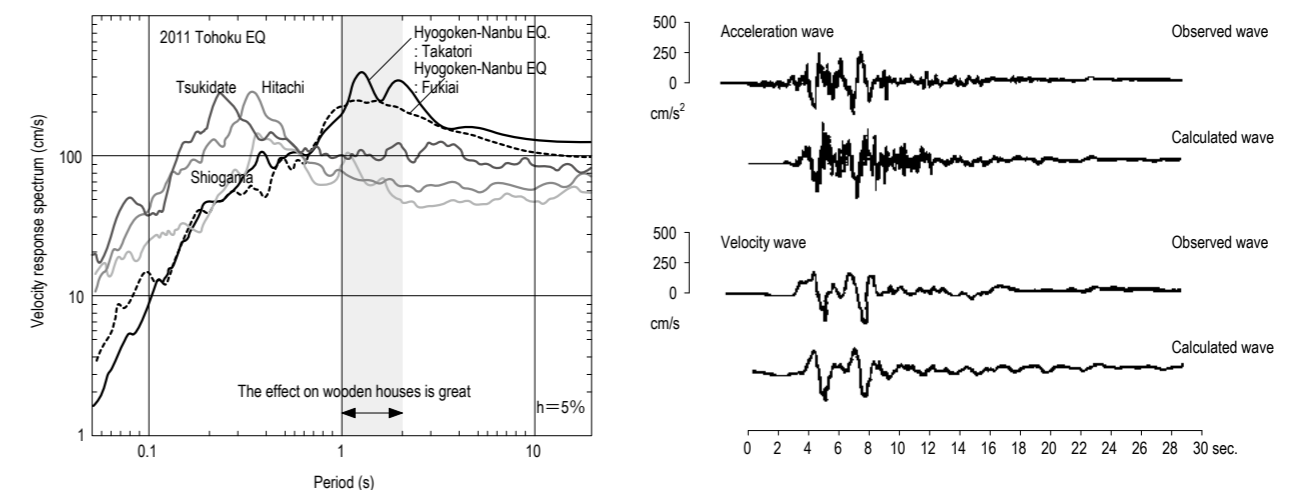 2011 Tohoku EQ
Hyogoken-Nanbu EQ.
: Takatori
Hyogoken-Nanbu EQ
: Fukiai
Tsukidate
Hitachi
Shiogama
The effect on wooden houses is great
h=5%
Velocity response spectrum (cm/s)
100
10
1
0.1
1
10
Period (s)
500
250
0
cm/s2
Acceleration wave
Observed wave
Calculated wave
500
250
0
cm/s
Velocity wave
Observed wave
Calculated wave
0 2 4 6 8 10 12 14 16 18 20 22 24 26 28 30 sec.